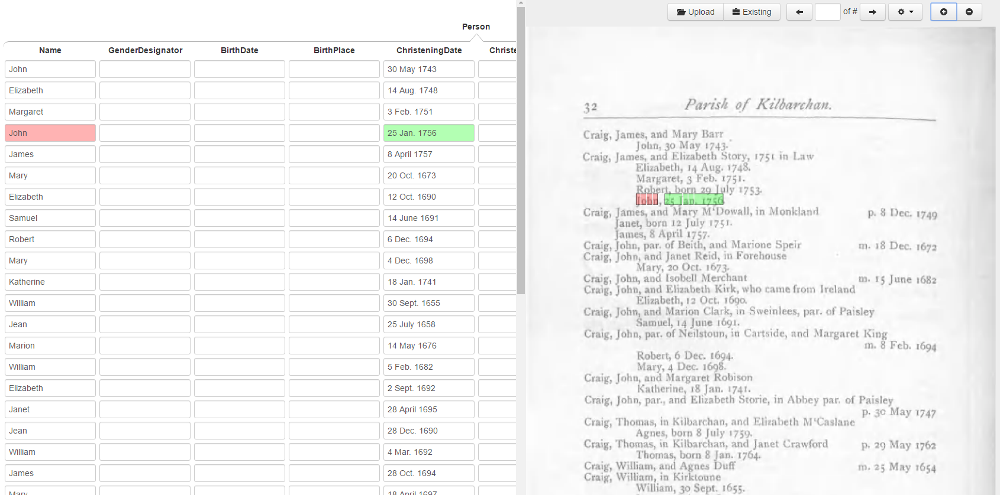 Person
Name GenderDesignator BirthDate BirthPlace ChristeningDate Christe
John 30 May 1743
Elizabeth 14 Aug. 1748
Margaret 3 Feb. 1751
John 25 Jan. 1756
James 8 April 1757
Mary 20 Oct. 1673
Elizabeth 12 Oct. 1690
Samuel 14 June 1691
Robert 6 Dec. 1694
Mary 4 Dec. 1698
Katherine 18 Jan. 1741
William 30 Sept. 1655
Jean 25 July 1658
Marion 14 May 1676
William 5 Feb. 1682
Elizabeth 2 Sept. 1692
Janet 28 April 1695
Jean 28 Dec. 1690
William 4 Mar. 1692
James 28 Oct. 1694
Mary 18 April 1697
Upload Existing of #
32 Parish of Kilbarchan.
Craig, James, and Mary Barr
John, 30 May 1743.
Craig, James, and Elizabeth Story, 1751 in Law
Elizabeth, 14 Aug. 1748.
Margaret, 3 Feb. 1751.
Robert, born 29 July 1753.
John, 25 Jan. 1756
Craig, James, and Mary M‘Dowall, in Monkland p. 8 Dec. 1749
Janet, born 12 July 1751.
James, 8 April 1757.
Craig, John, par. of Beith, and Marione Speir m. 18 Dec. 1672
Craig, John, and Janet Reid, in Forehouse
Mary, 20 Oct. 1673.
Craig, John, and Isobell Merchant m. 15 June 1682
Craig, John, and Elizabeth Kirk, who came from Ireland
Elizabeth, 12 Oct. 1690.
Craig, John, and Marion Clark, in Sweinlees, par. of Paisley
Samuel, 14 June 1691.
Craig, John, par. of Neilstoun, in Cartside, and Margaret King
m. 8 Feb. 1694
Robert, 6 Dec. 1694.
Mary, 4 Dec. 1698.
Craig, John, and Margaret Robison
Katherine, 18 Jan. 1741.
Craig, John, par., and Elizabeth Storie, in Abbey par. of Paisley
p. 30 May 1747
Craig, Thomas, in Kilbarchan, and Elizabeth M‘Caslane
Agnes, born 8 July 1759.
Craig, Thomas, in Kilbarchan, and Janet Crawford p. 29 May 1762
Thomas, born 8 Jan. 1764.
Craig, William, and Agnes Duff m. 25 May 1654
Craig, William, in Kirktoune
William, 30 Sept. 1655.